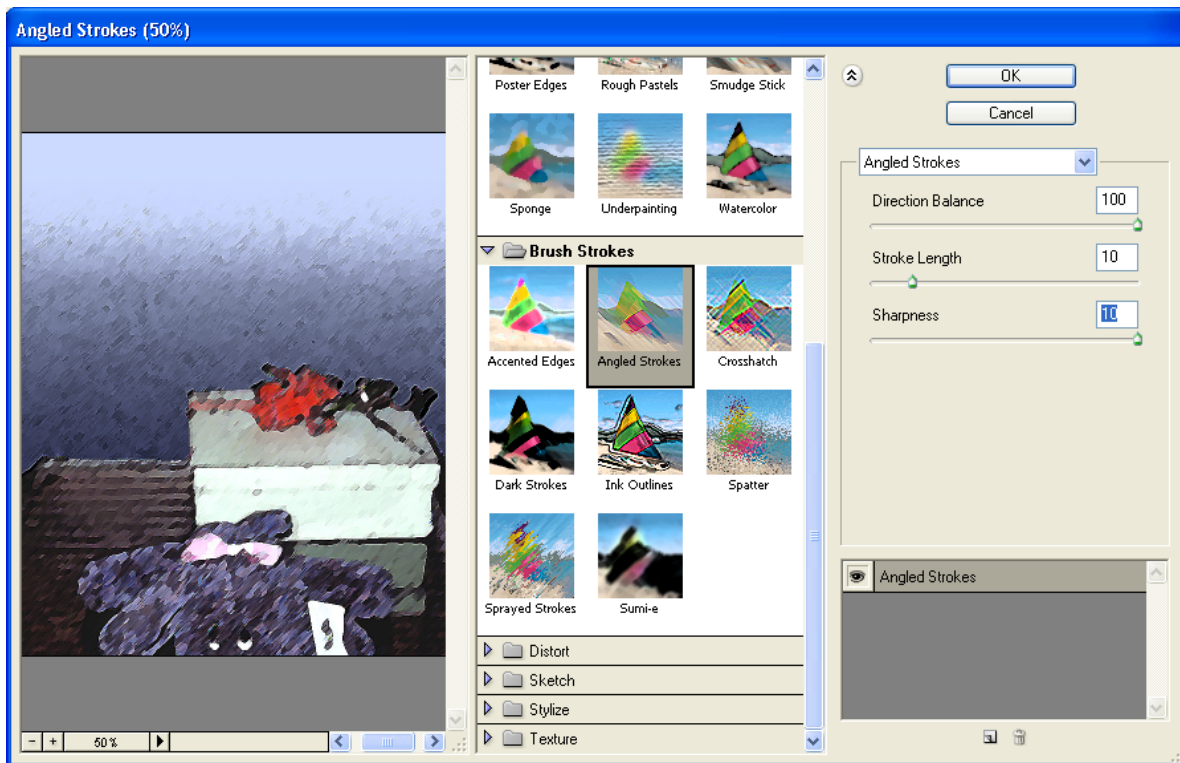 Angled Strokes (50%)
Poster Edges Rough Pastels Smudge Stick
Sponge Underpainting Watercolor
Brush Strokes
Accented Edges Angled Strokes Crosshatch
Dark Strokes Ink Outlines Spatter
Sprayed Strokes Sumi-e
Distort
Sketch
Stylize
Texture
- + 50%
OK
Cancel
Angled Strokes
Direction Balance 100
Stroke Length 10
Sharpness 10
Angled Strokes